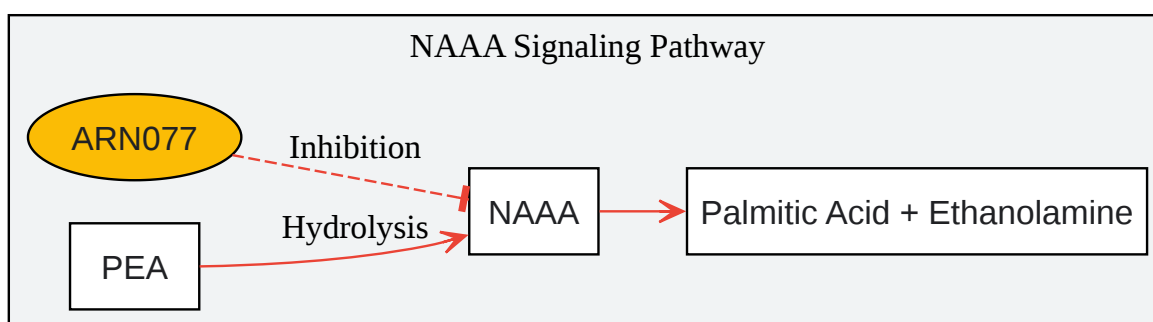 NAAA Signaling Pathway
ARN077
Inhibition
NAAA
Palmitic Acid + Ethanolamine
Hydrolysis
PEA